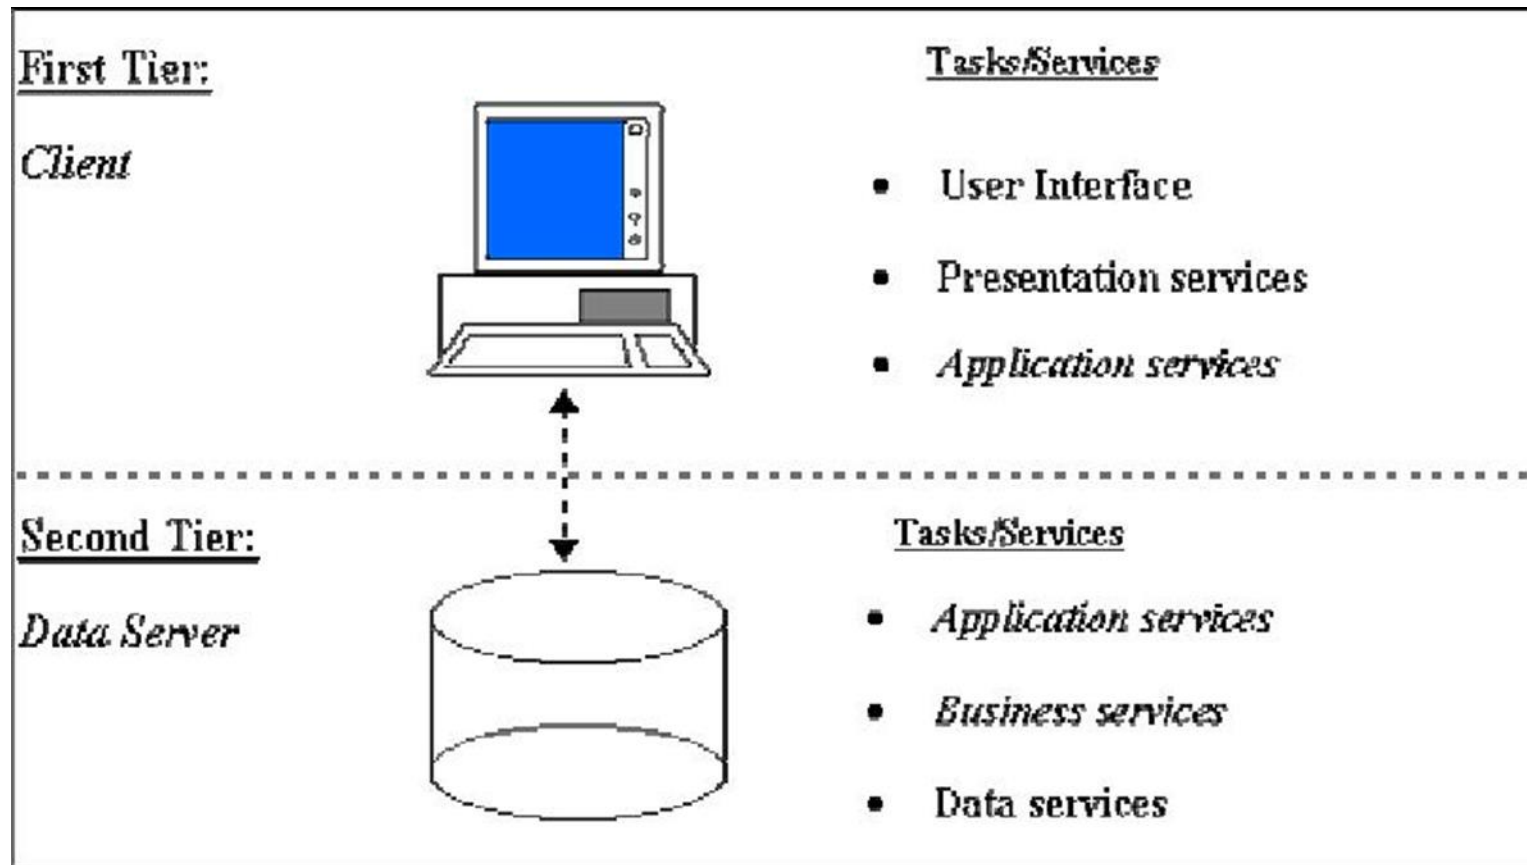 First Tier:
Client
Tasks/Services
• User Interface
• Presentation services
• Application services
Second Tier:
Data Server
Tasks/Services
• Application services
• Business services
• Data services